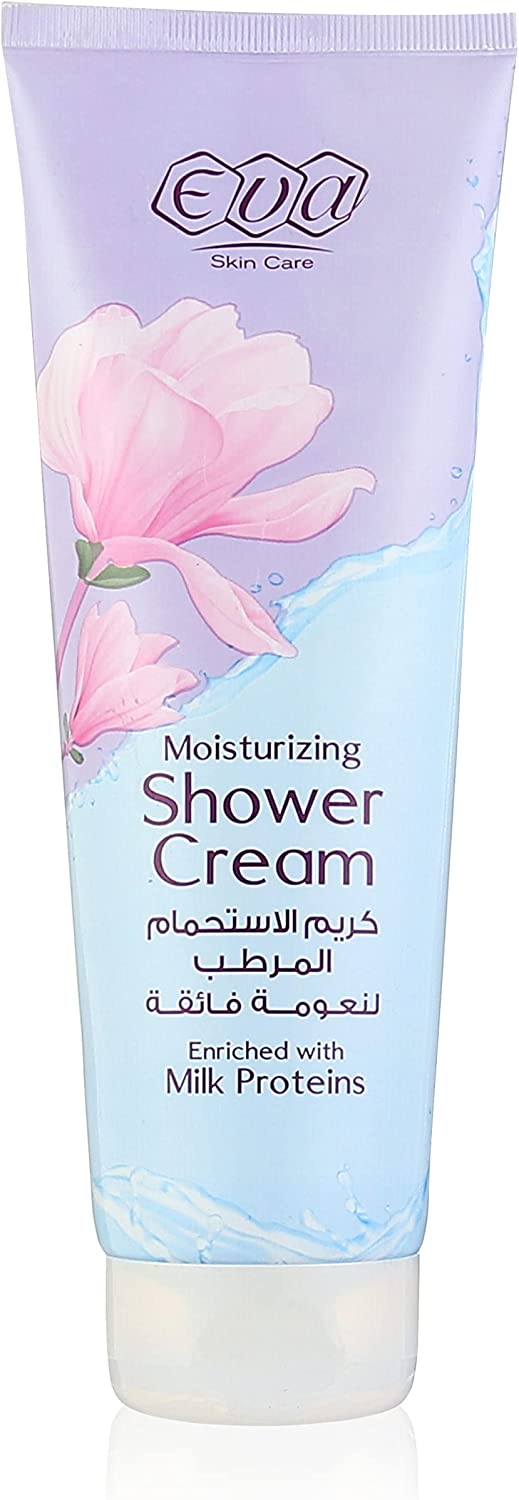 Eva
Skin Care
Moisturizing
Shower
Cream
كريم الاستحمام
المرطب
لنعومة فائقة
Enriched with
Milk Proteins